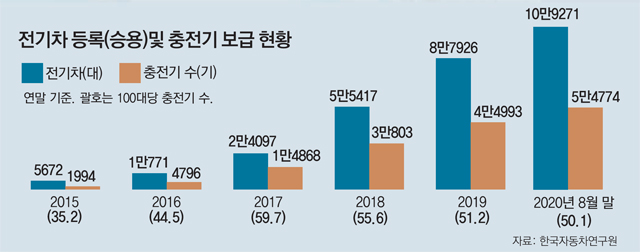 전기차 등록(승용)및 충전기 보급 현황
전기차(대) 충전기 수(기)
연말 기준. 괄호는 100대당 충전기 수.
5672 1994
1만771 4796
2만4097 1만4868
5만5417 3만803
8만7926 4만4993
10만9271 5만4774
2015 2016 2017 2018 2019 2020년 8월 말
(35.2) (44.5) (59.7) (55.6) (51.2) (50.1)
자료: 한국자동차연구원